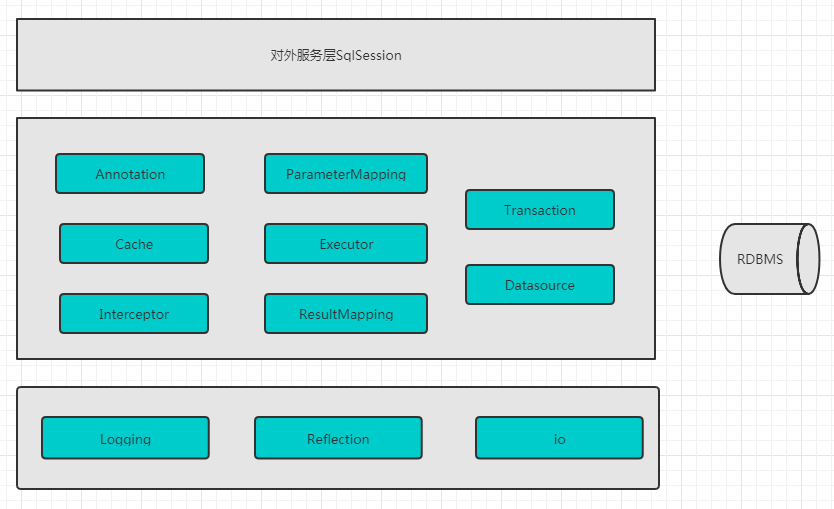 对外服务层SqlSession
Annotation
ParameterMapping
Transaction
Cache
Executor
RDBMS
Datasource
Interceptor
ResultMapping
Logging
Reflection
io